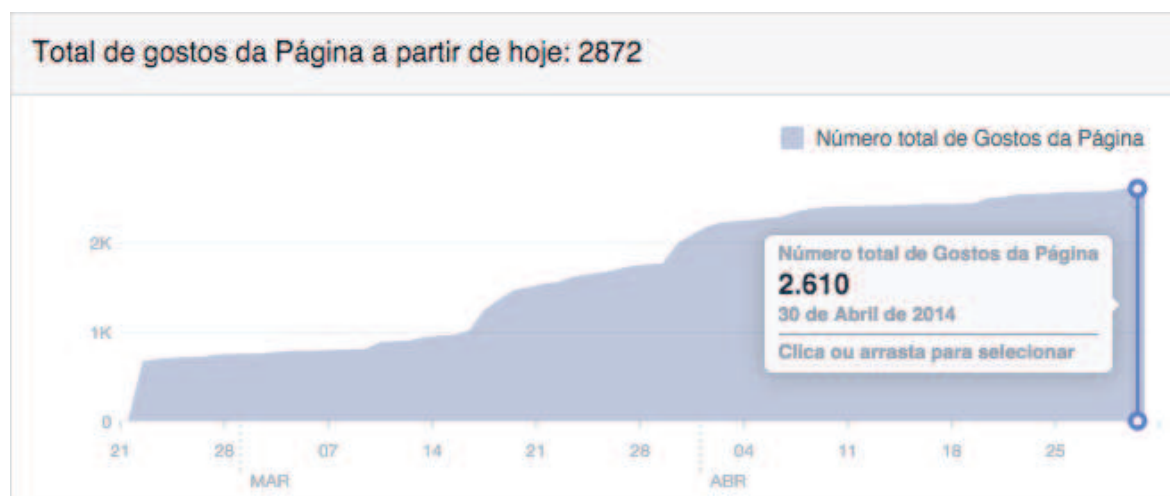 Total de gostos da Página a partir de hoje: 2872
Número total de Gostos da Página
2K
Número total de Gostos da Página
2.610
30 de Abril de 2014
1K
Clica ou arrasta para selecionar
0
21 28 07 14 21 28 04 11 18 25
MAR ABR